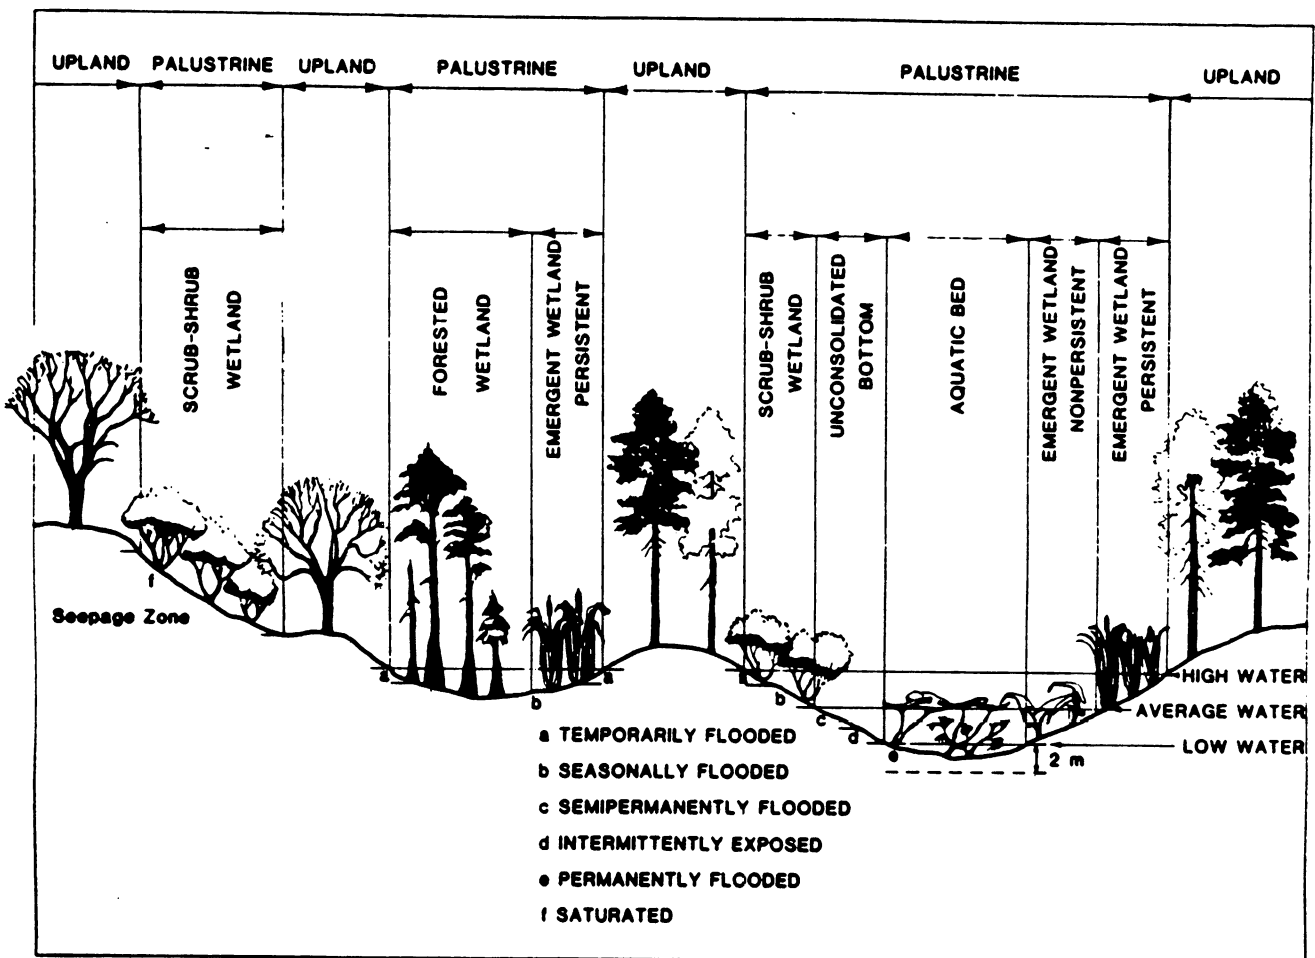 UPLAND PALUSTRINE UPLAND PALUSTRINE UPLAND PALUSTRINE UPLAND
SCRUB-SHRUB
WETLAND
FORESTED
WETLAND
EMERGENT WETLAND
PERSISTENT
SCRUB-SHRUB
WETLAND
UNCONSOLIDATED
BOTTOM
AQUATIC BED
EMERGENT WETLAND
NONPERSISTENT
EMERGENT WETLAND
PERSISTENT
f
Seepage Zone
a
b
a
a
b
c
d
e
HIGH WATER
AVERAGE WATER
LOW WATER
2 m
a TEMPORARILY FLOODED
b SEASONALLY FLOODED
c SEMIPERMANENTLY FLOODED
d INTERMITTENTLY EXPOSED
e PERMANENTLY FLOODED
f SATURATED